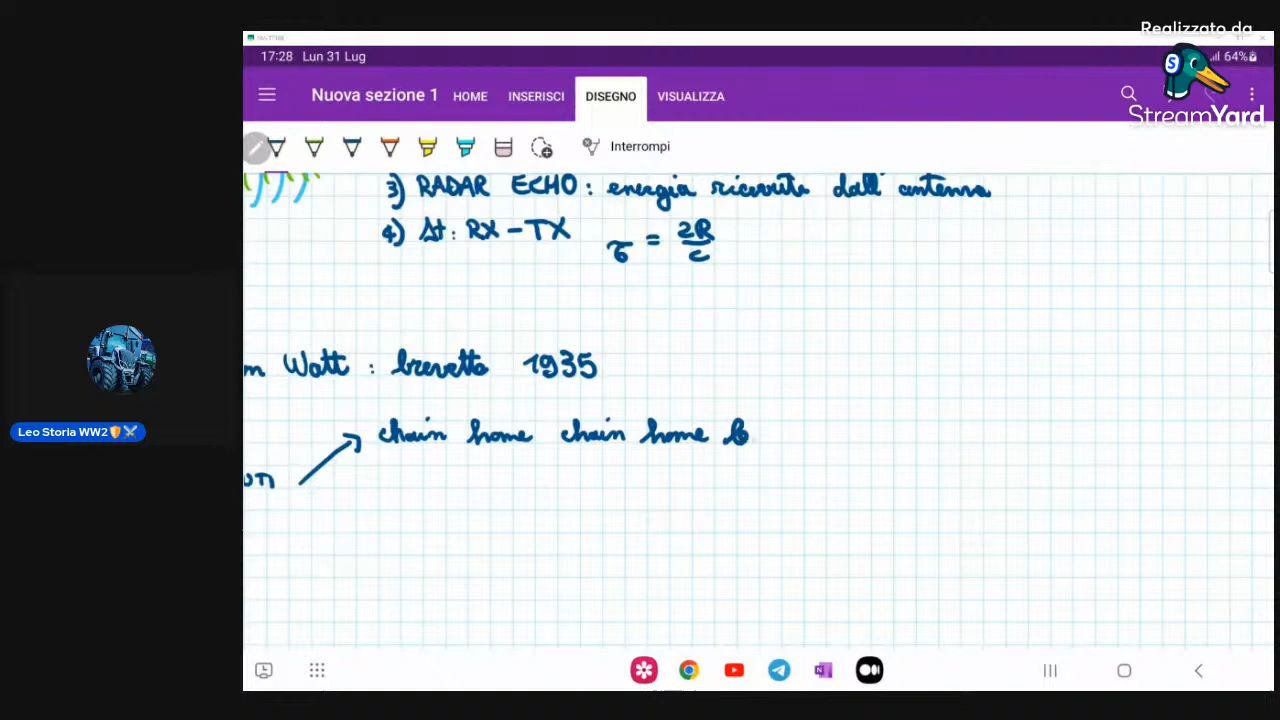 Realizzato da
StreamYard
17:28 Lun 31 Lug
64%
Nuova sezione 1 HOME INSERISCI DISEGNO VISUALIZZA
Interrompi
3) RADAR ECHO: energia ricevuta dall'antenna
4) Δt: RX - TX τ = 2R/c
m Watt: brevetto 1935
chain home chain home
on
Leo Storia WW2🛡️⚔️